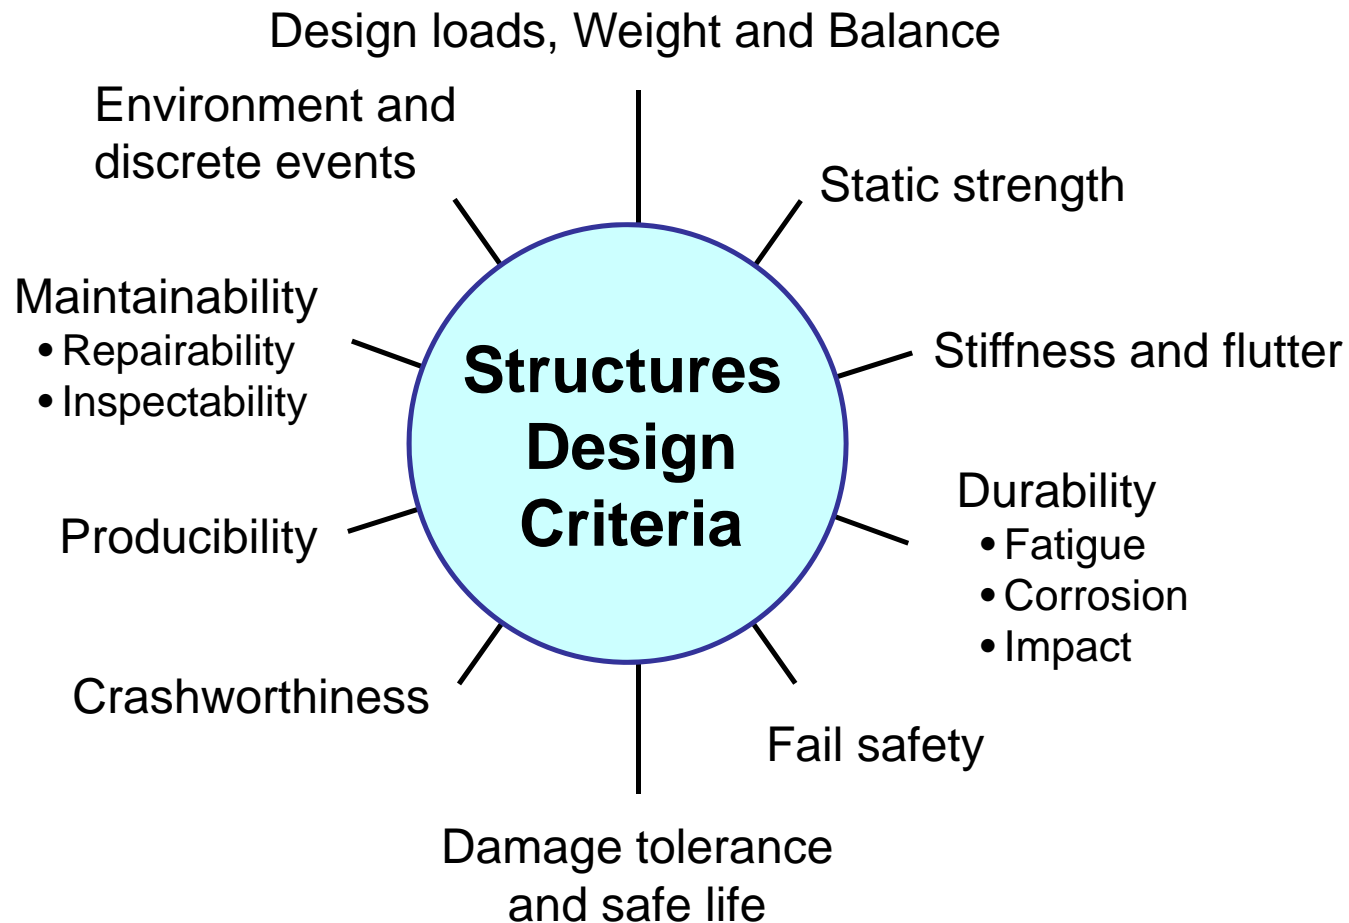 Design loads, Weight and Balance
Environment and
discrete events
Static strength
Maintainability
• Repairability
• Inspectability
Structures
Design
Criteria
Stiffness and flutter
Durability
• Fatigue
• Corrosion
• Impact
Producibility
Crashworthiness
Fail safety
Damage tolerance
and safe life